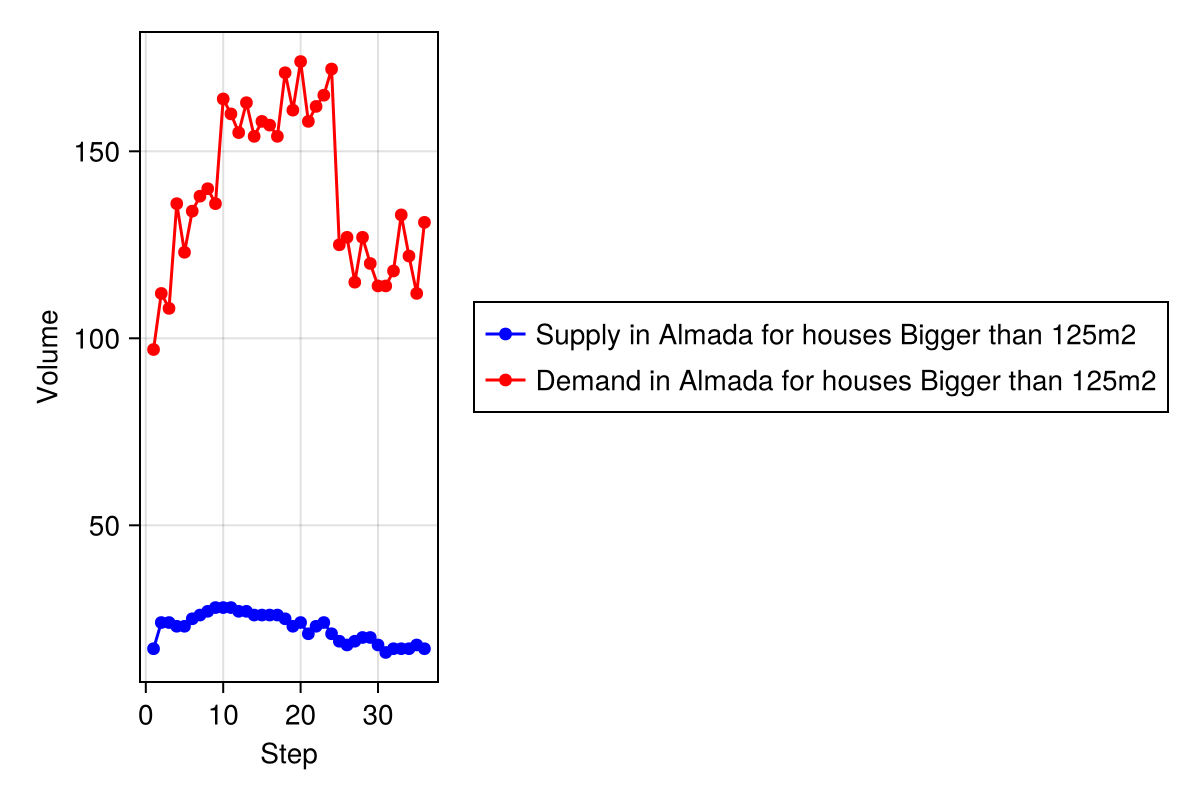 150
100
50
Volume
0 10 20 30
Step
Supply in Almada for houses Bigger than 125m2
Demand in Almada for houses Bigger than 125m2